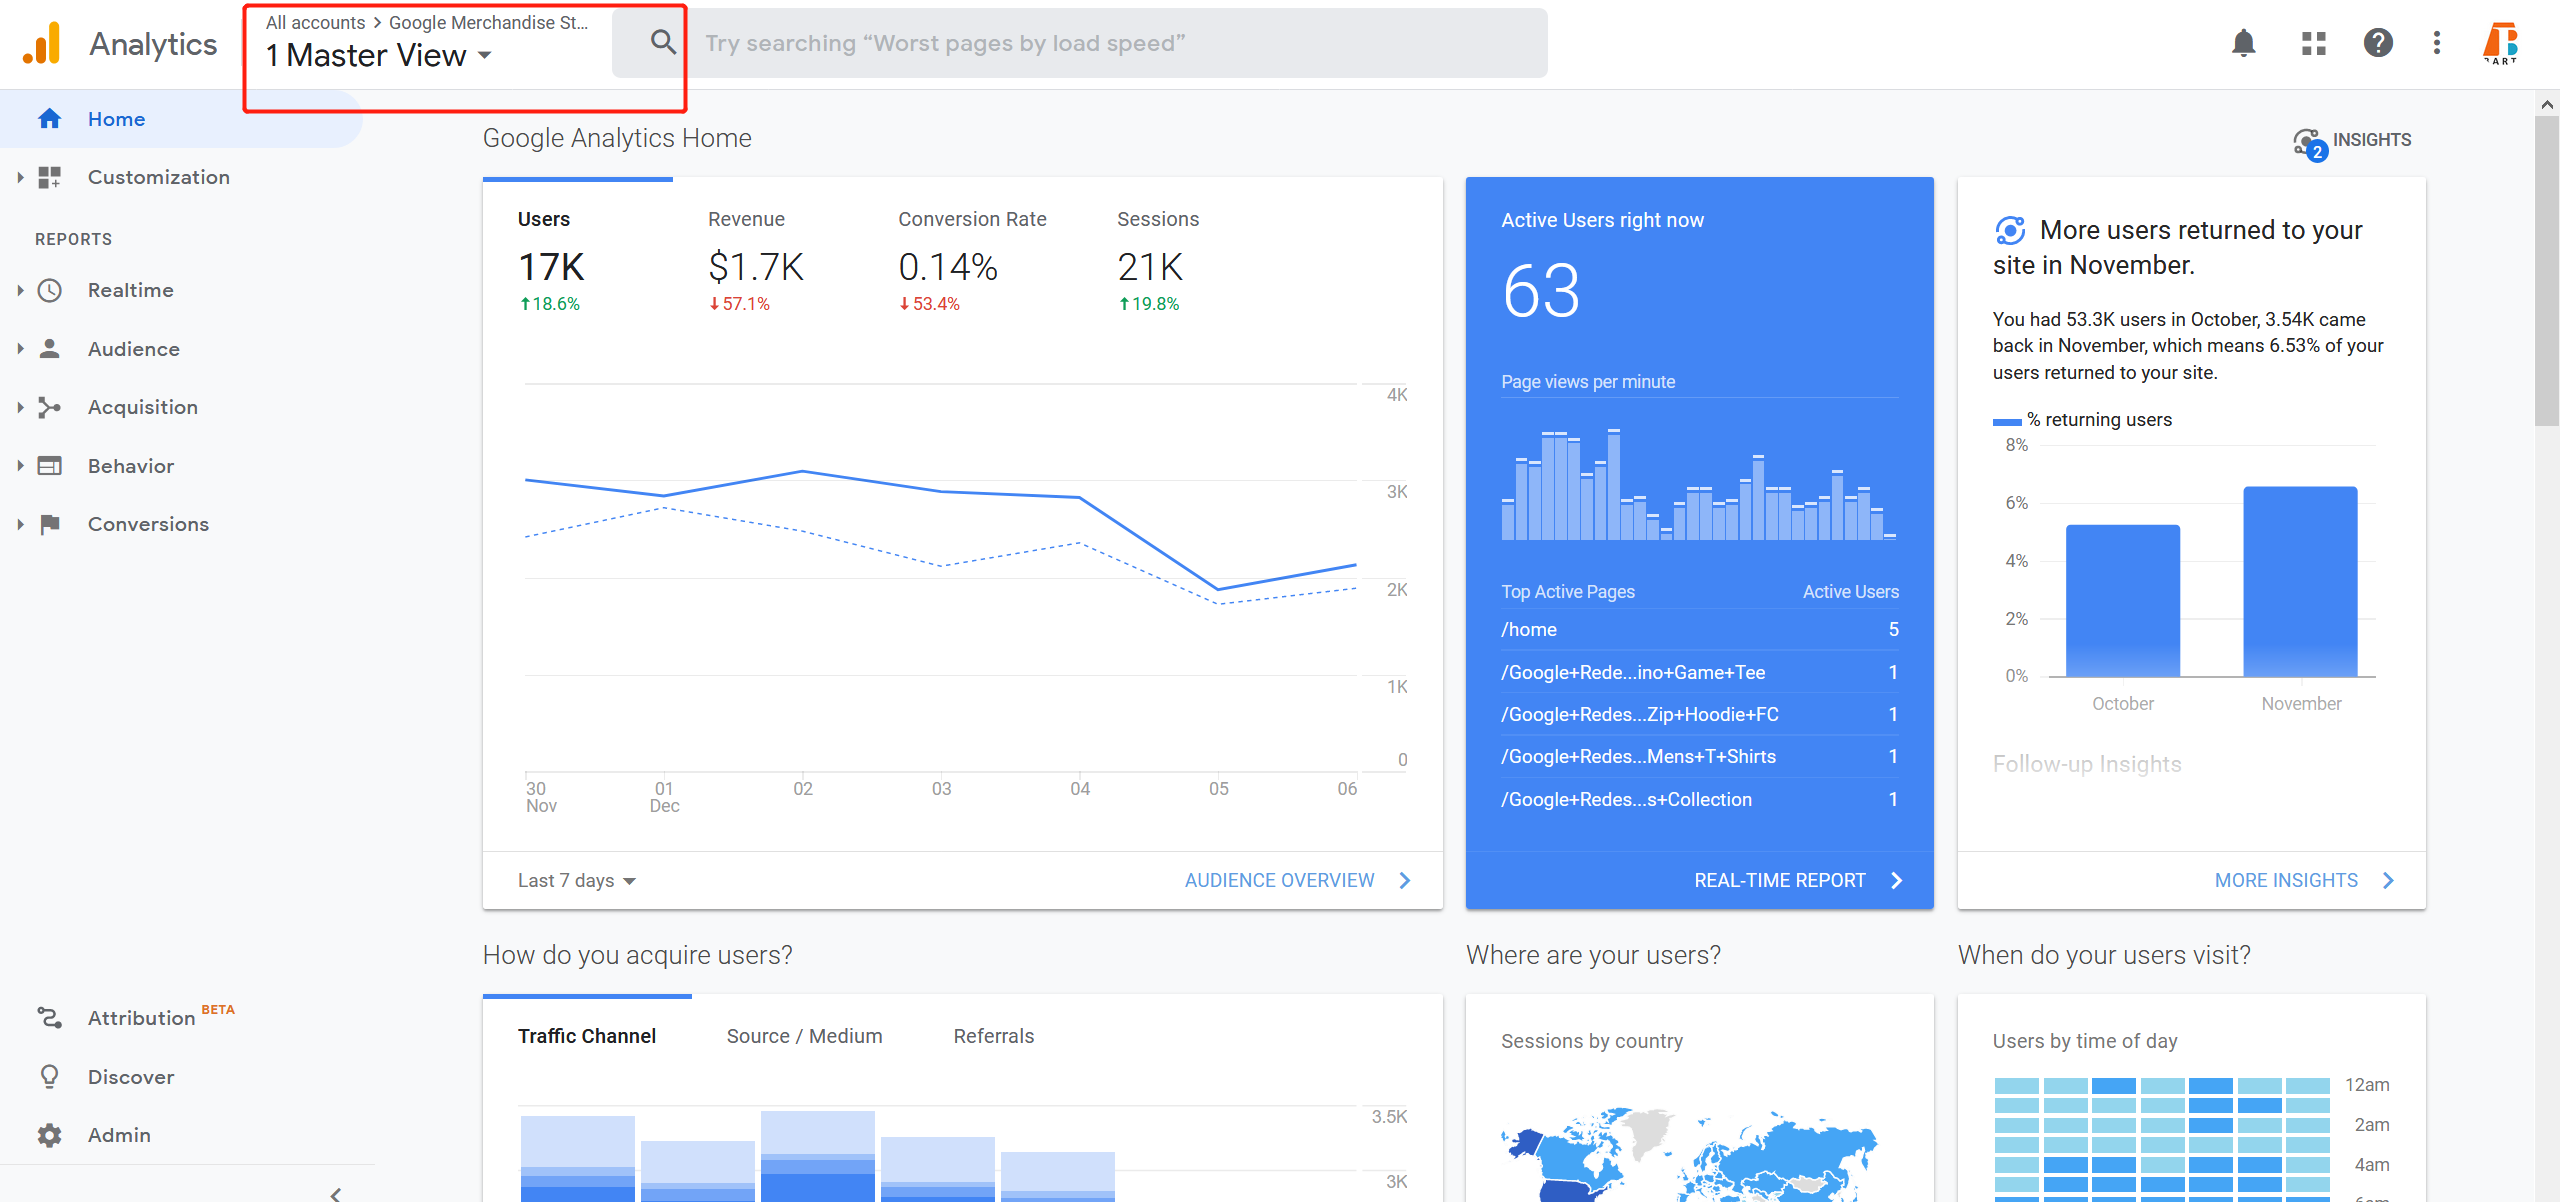 Analytics
All accounts > Google Merchandise St...
1 Master View
Try searching “Worst pages by load speed”
Home
Customization
REPORTS
Realtime
Audience
Acquisition
Behavior
Conversions
Attribution BETA
Discover
Admin
Google Analytics Home
2 INSIGHTS
Users Revenue Conversion Rate Sessions
17K $1.7K 0.14% 21K
18.6% 57.1% 53.4% 19.8%
4K
3K
2K
1K
0
30 01 02 03 04 05 06
Nov Dec
Last 7 days
AUDIENCE OVERVIEW
Active Users right now
63
Page views per minute
Top Active Pages Active Users
/home 5
/Google+Rede...ino+Game+Tee 1
/Google+Redes...Zip+Hoodie+FC 1
/Google+Redes...Mens+T+Shirts 1
/Google+Redes...s+Collection 1
REAL-TIME REPORT
More users returned to your
site in November.
You had 53.3K users in October, 3.54K came
back in November, which means 6.53% of your
users returned to your site.
% returning users
8%
6%
4%
2%
0%
October November
Follow-up Insights
MORE INSIGHTS
How do you acquire users?
Traffic Channel Source / Medium Referrals
3.5K
3K
Where are your users?
Sessions by country
When do your users visit?
Users by time of day
12am
2am
4am